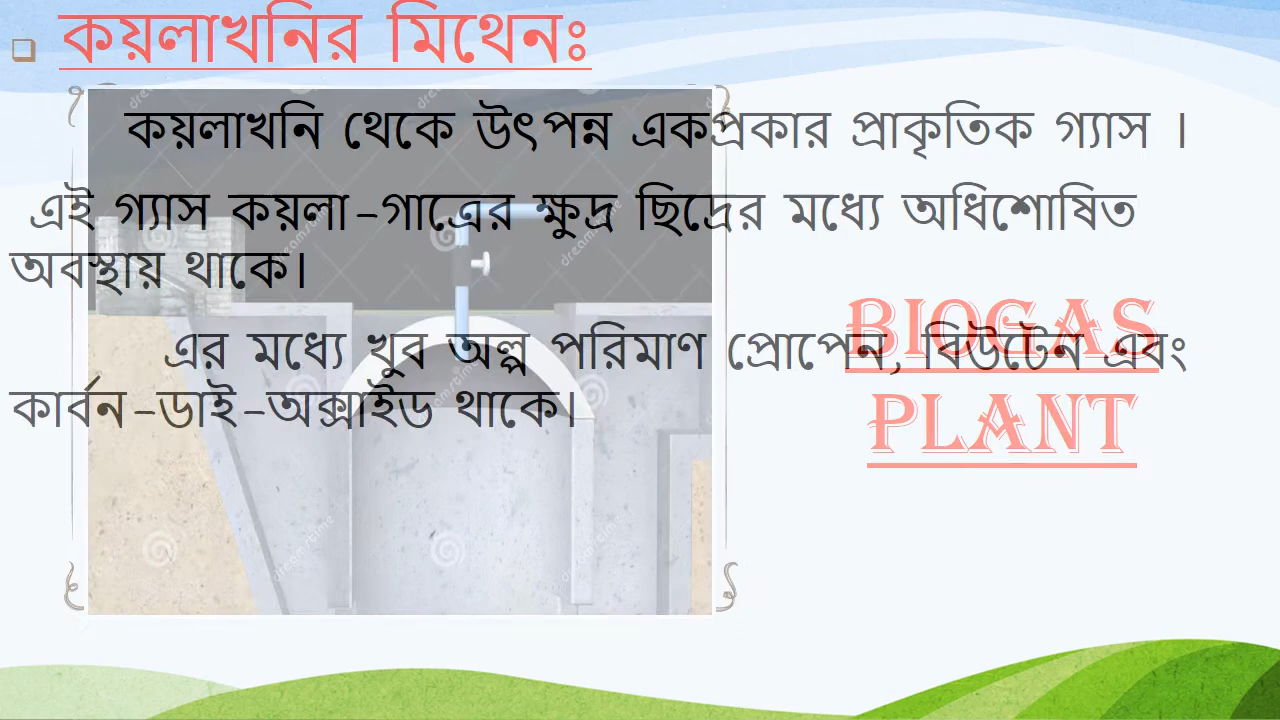 ❑ কয়লাখনির মিথেনঃ
কয়লাখনি থেকে উৎপন্ন একপ্রকার প্রাকৃতিক গ্যাস ।
এই গ্যাস কয়লা-গাত্রের ক্ষুদ্র ছিদ্রের মধ্যে অধিশোষিত
অবস্থায় থাকে।
এর মধ্যে খুব অল্প পরিমাণ প্রোপেন, বিউটেন এবং
কার্বন-ডাই-অক্সাইড থাকে।
BIOGAS
PLANT
dreamstime